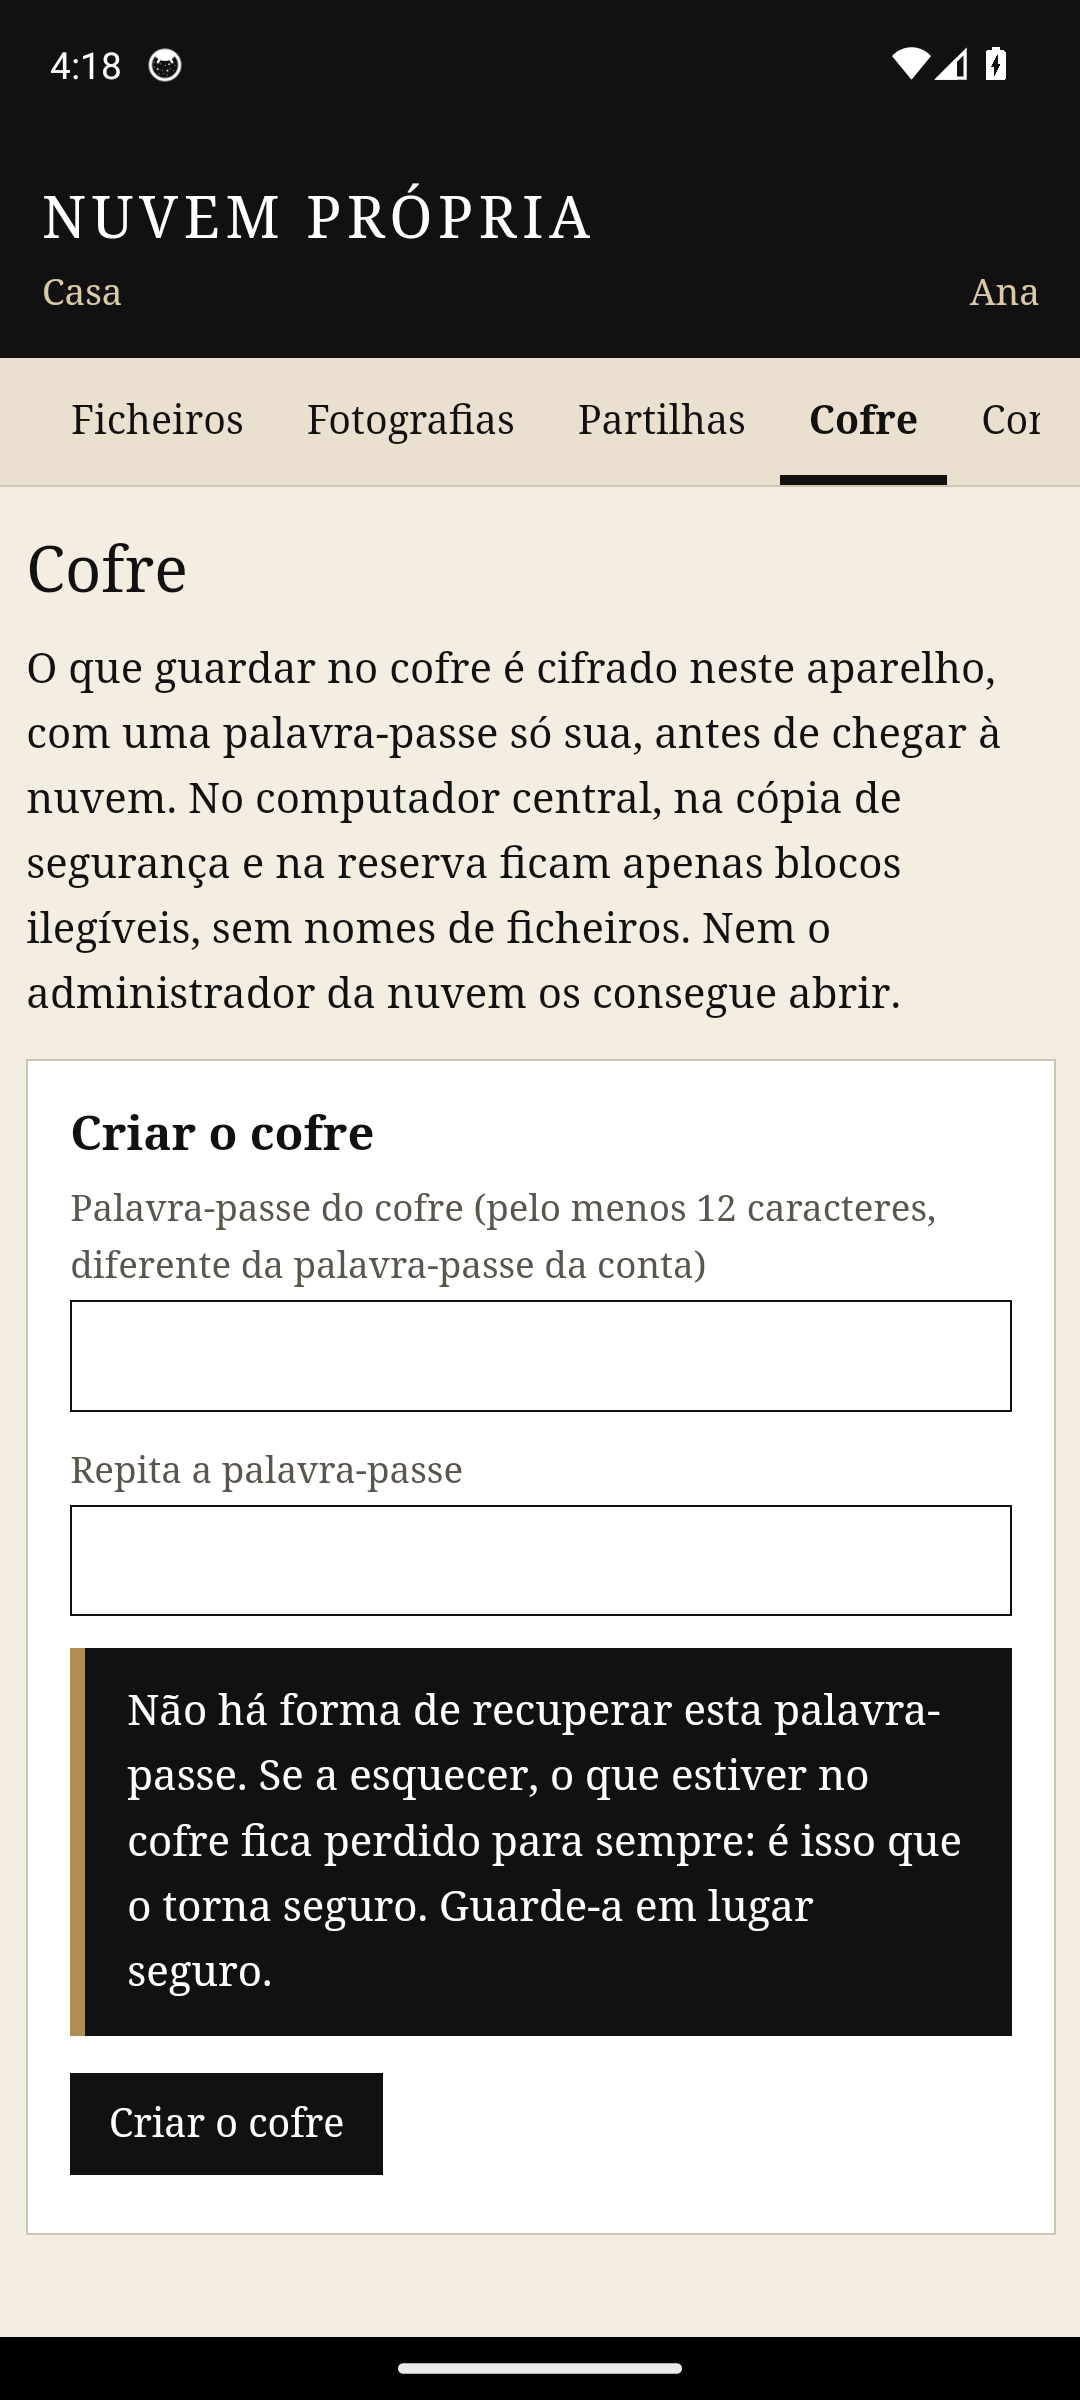 4:18
NUVEM PRÓPRIA
Casa Ana
Ficheiros Fotografias Partilhas Cofre
Cofre
O que guardar no cofre é cifrado neste aparelho,
com uma palavra-passe só sua, antes de chegar à
nuvem. No computador central, na cópia de
segurança e na reserva ficam apenas blocos
ilegíveis, sem nomes de ficheiros. Nem o
administrador da nuvem os consegue abrir.
Criar o cofre
Palavra-passe do cofre (pelo menos 12 caracteres,
diferente da palavra-passe da conta)
Repita a palavra-passe
Não há forma de recuperar esta palavra-
passe. Se a esquecer, o que estiver no
cofre fica perdido para sempre: é isso que
o torna seguro. Guarde-a em lugar
seguro.
Criar o cofre